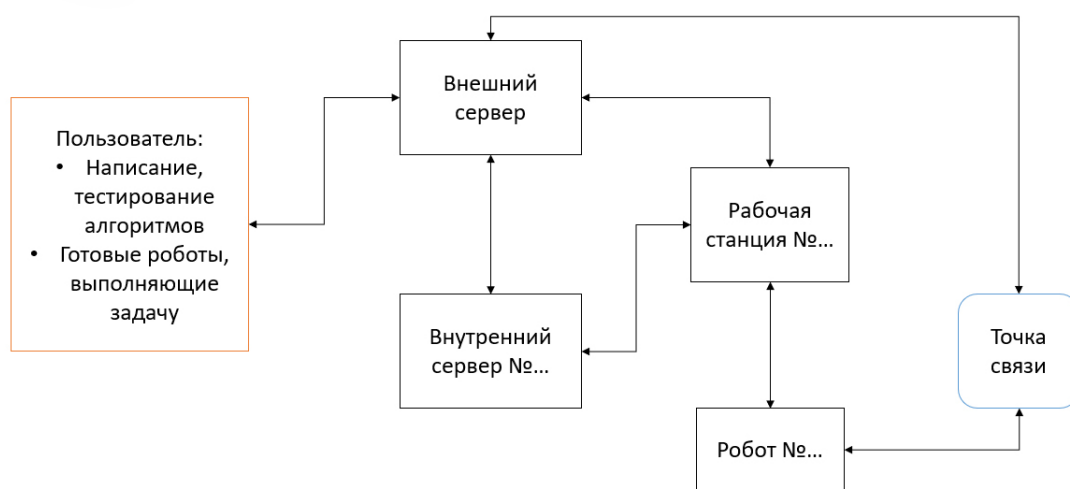 Внешний
сервер
Пользователь:
• Написание,
тестирование
алгоритмов
• Готовые роботы,
выполняющие
задачу
Рабочая
станция №...
Внутренний
сервер №...
Точка
связи
Робот №...